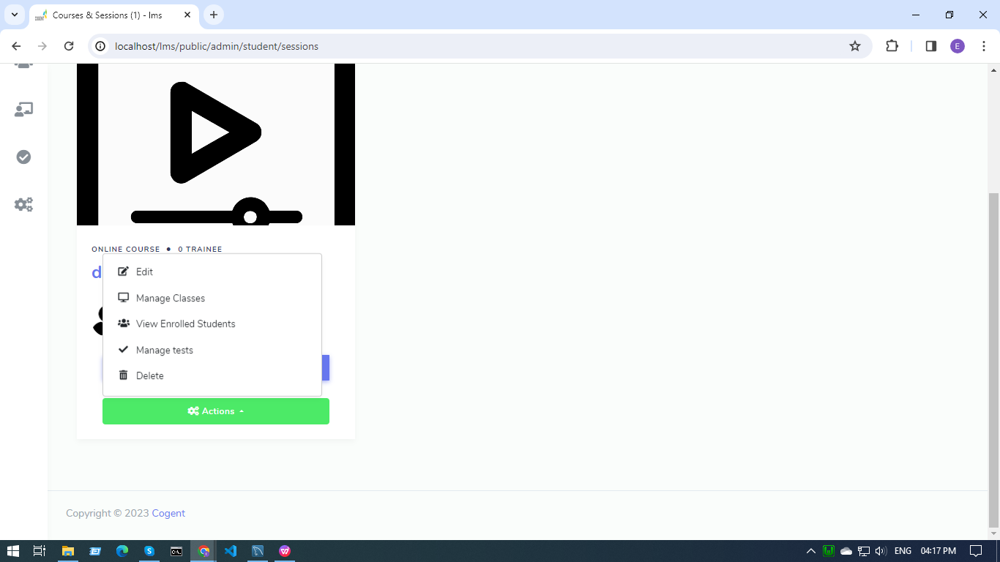 Courses & Sessions (1) - lms
localhost/lms/public/admin/student/sessions
E
ONLINE COURSE • 0 TRAINEE
d
Edit
Manage Classes
View Enrolled Students
Manage tests
Delete
Actions
Copyright © 2023 Cogent
ENG 04:17 PM